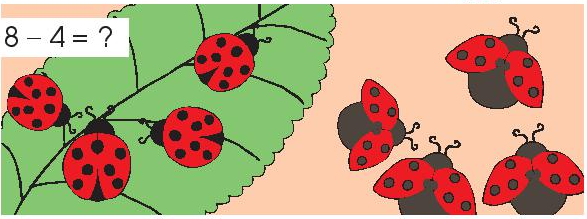 8 – 4 = ?